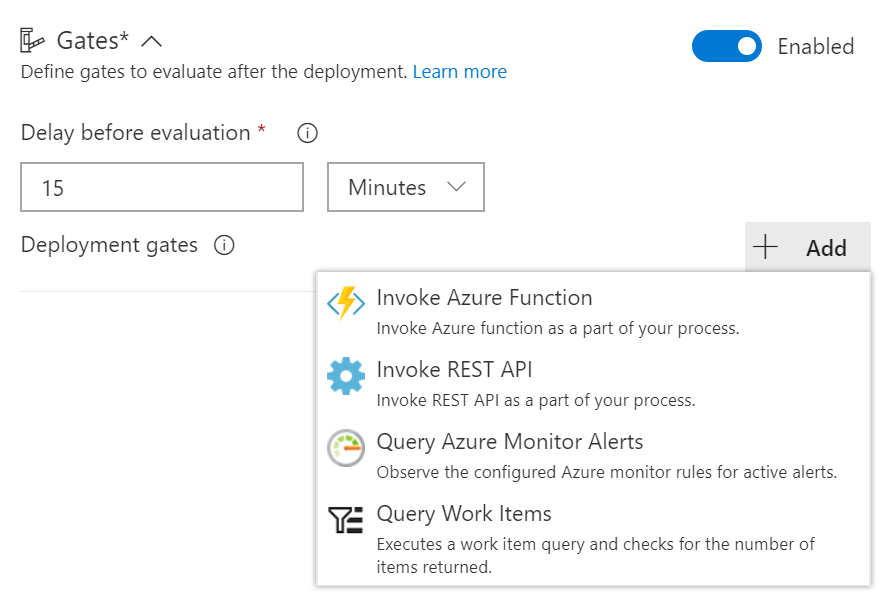 Gates*
Enabled
Define gates to evaluate after the deployment. Learn more
Delay before evaluation *
15
Minutes
Deployment gates
Add
Invoke Azure Function
Invoke Azure function as a part of your process.
Invoke REST API
Invoke REST API as a part of your process.
Query Azure Monitor Alerts
Observe the configured Azure monitor rules for active alerts.
Query Work Items
Executes a work item query and checks for the number of
items returned.